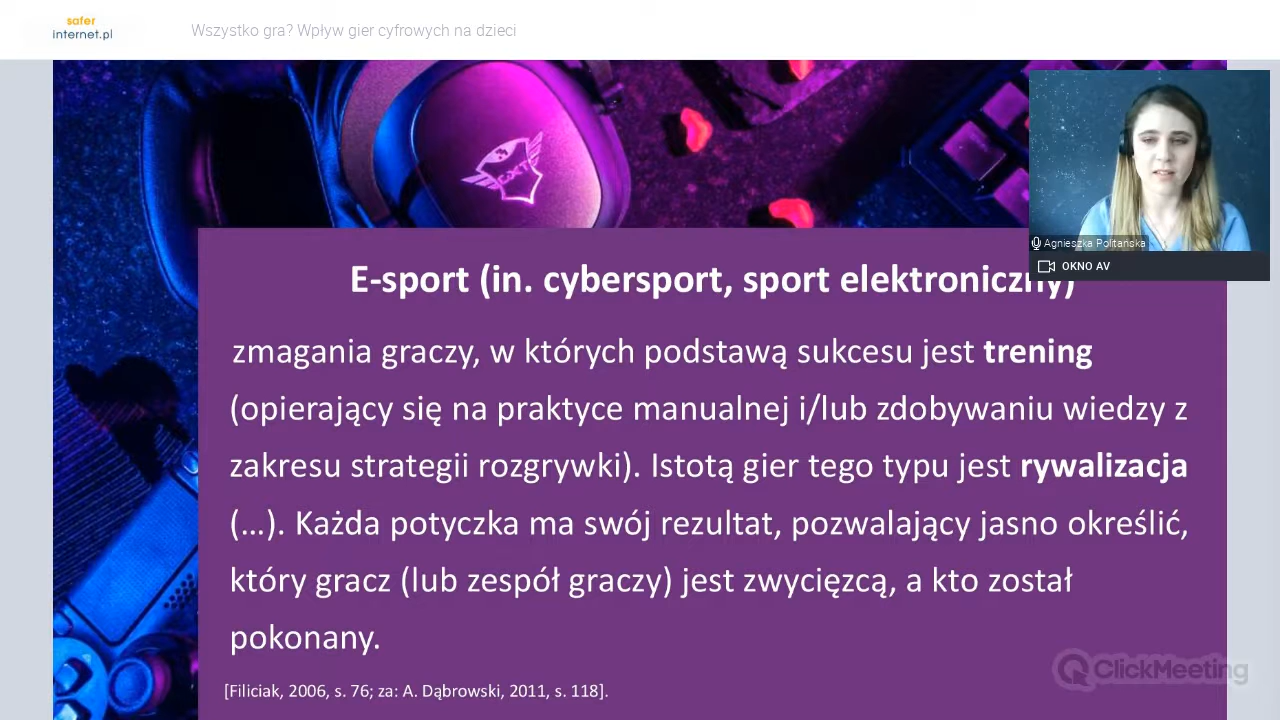 safer
internet.pl
Wszystko gra? Wpływ gier cyfrowych na dzieci
GXT
Agnieszka Politańska
OKNO AV
E-sport (in. cybersport, sport elektroniczny)
zmagania graczy, w których podstawą sukcesu jest trening
(opierający się na praktyce manualnej i/lub zdobywaniu wiedzy z
zakresu strategii rozgrywki). Istotą gier tego typu jest rywalizacja
(...). Każda potyczka ma swój rezultat, pozwalający jasno określić,
który gracz (lub zespół graczy) jest zwycięzcą, a kto został
pokonany.
[Filiciak, 2006, s. 76; za: A. Dąbrowski, 2011, s. 118].
ClickMeeting